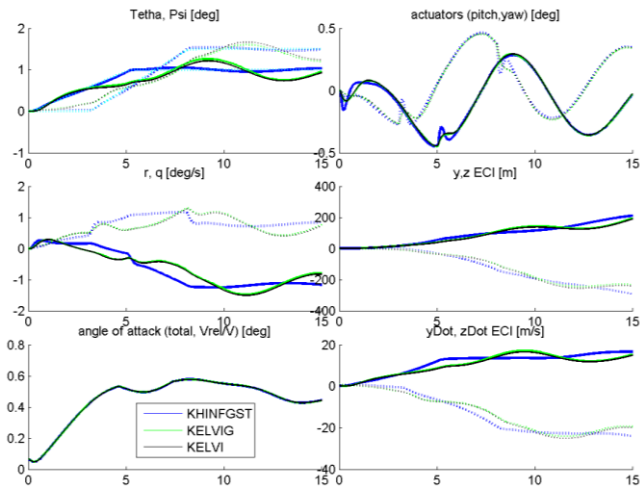 Tetha, Psi [deg]
2
1
0
-1
0 5 10 15
actuators (pitch,yaw) [deg]
0.5
0
-0.5
0 5 10 15
r, q [deg/s]
2
1
0
-1
-2
0 5 10 15
y,z ECI [m]
400
200
0
-200
-400
0 5 10 15
angle of attack (total, Vrel/V) [deg]
0.8
0.6
0.4
0.2
0
0 5 10 15
KHINFGST
KELVIG
KELVI
yDot, zDot ECI [m/s]
20
0
-20
-40
0 5 10 15